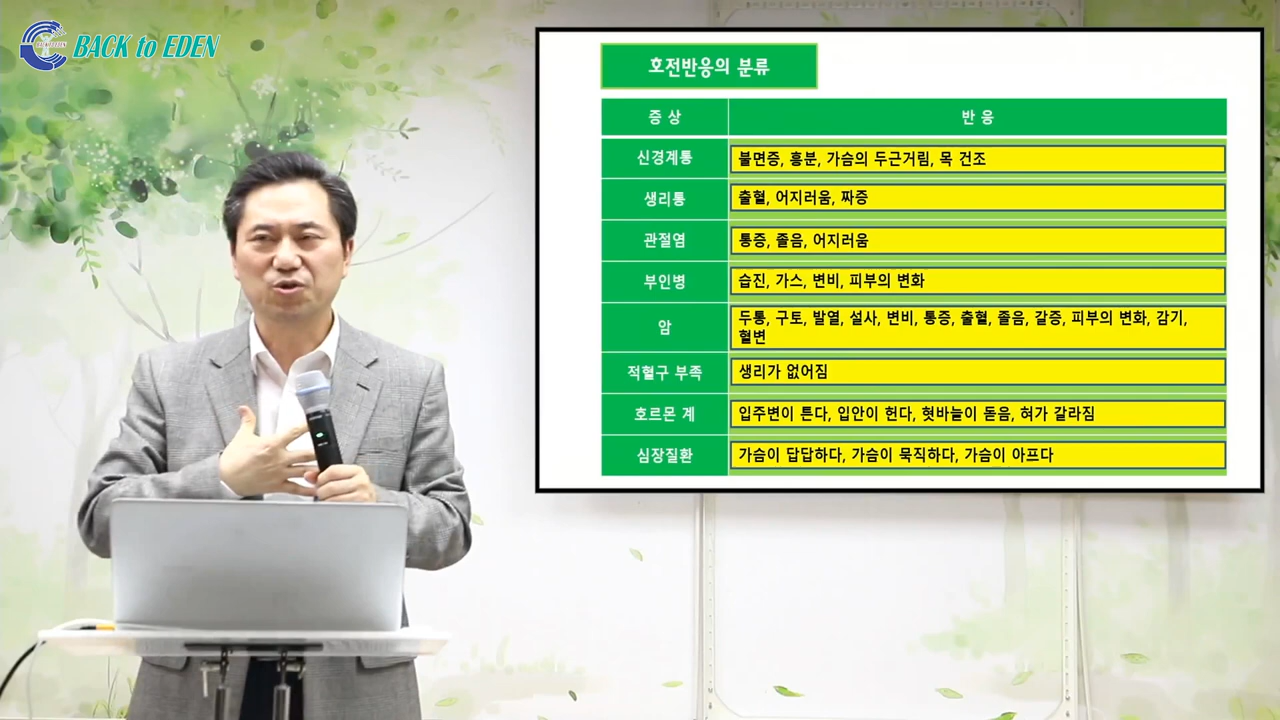 BACK to EDEN
호전반응의 분류
증 상
반 응
신경계통
불면증, 흥분, 가슴의 두근거림, 목 건조
생리통
출혈, 어지러움, 짜증
관절염
통증, 졸음, 어지러움
부인병
습진, 가스, 변비, 피부의 변화
암
두통, 구토, 발열, 설사, 변비, 통증, 출혈, 졸음, 갈증, 피부의 변화, 감기,
혈변
적혈구 부족
생리가 없어짐
호르몬 계
입주변이 튼다, 입안이 헌다, 혓바늘이 돋음, 혀가 갈라짐
심장질환
가슴이 답답하다, 가슴이 묵직하다, 가슴이 아프다